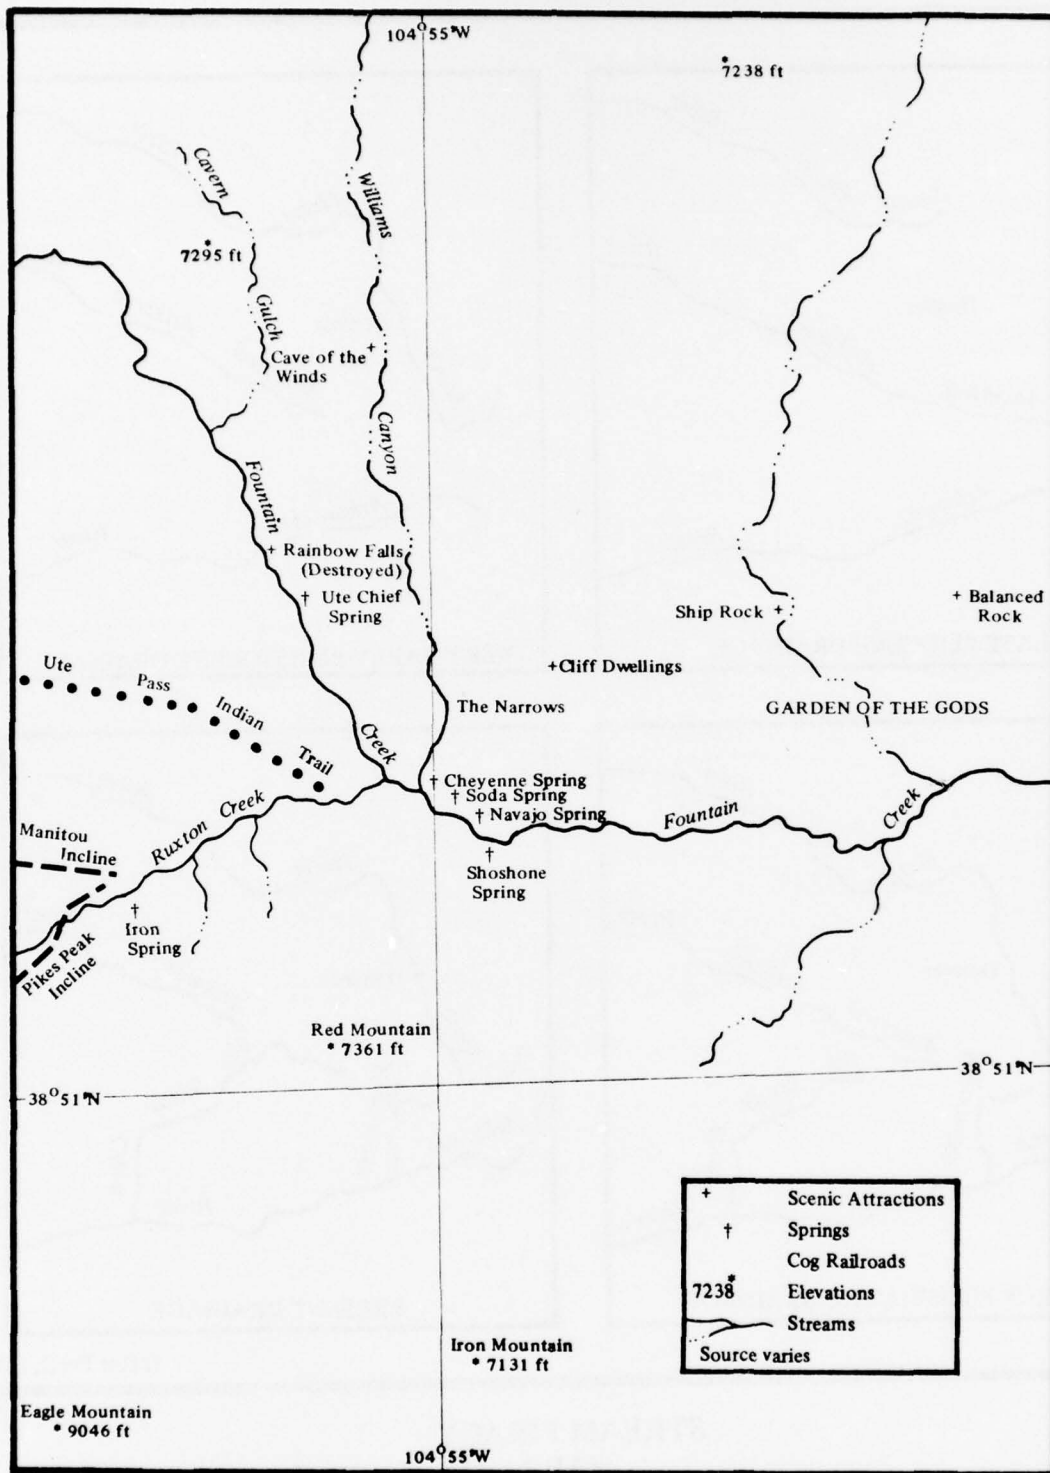 104°55"W
7238 ft
Cavern
Williams
7295 ft
Gulch
Cave of the
Winds
Canyon
Fountain
Rainbow Falls
(Destroyed)
Ute Chief
Spring
Ship Rock
Balanced
Rock
Cliff Dwellings
Ute
Pass
Indian
Trail
The Narrows
GARDEN OF THE GODS
Creek
Cheyenne Spring
Soda Spring
Navajo Spring
Fountain
Creek
Ruxton Creek
Manitou
Incline
Shoshone
Spring
Iron
Spring
Pikes Peak
Incline
Red Mountain
7361 ft
38°51"N
38°51"N
Scenic Attractions
Springs
Cog Railroads
7238 Elevations
Streams
Source varies
Iron Mountain
7131 ft
Eagle Mountain
9046 ft
104°55"W